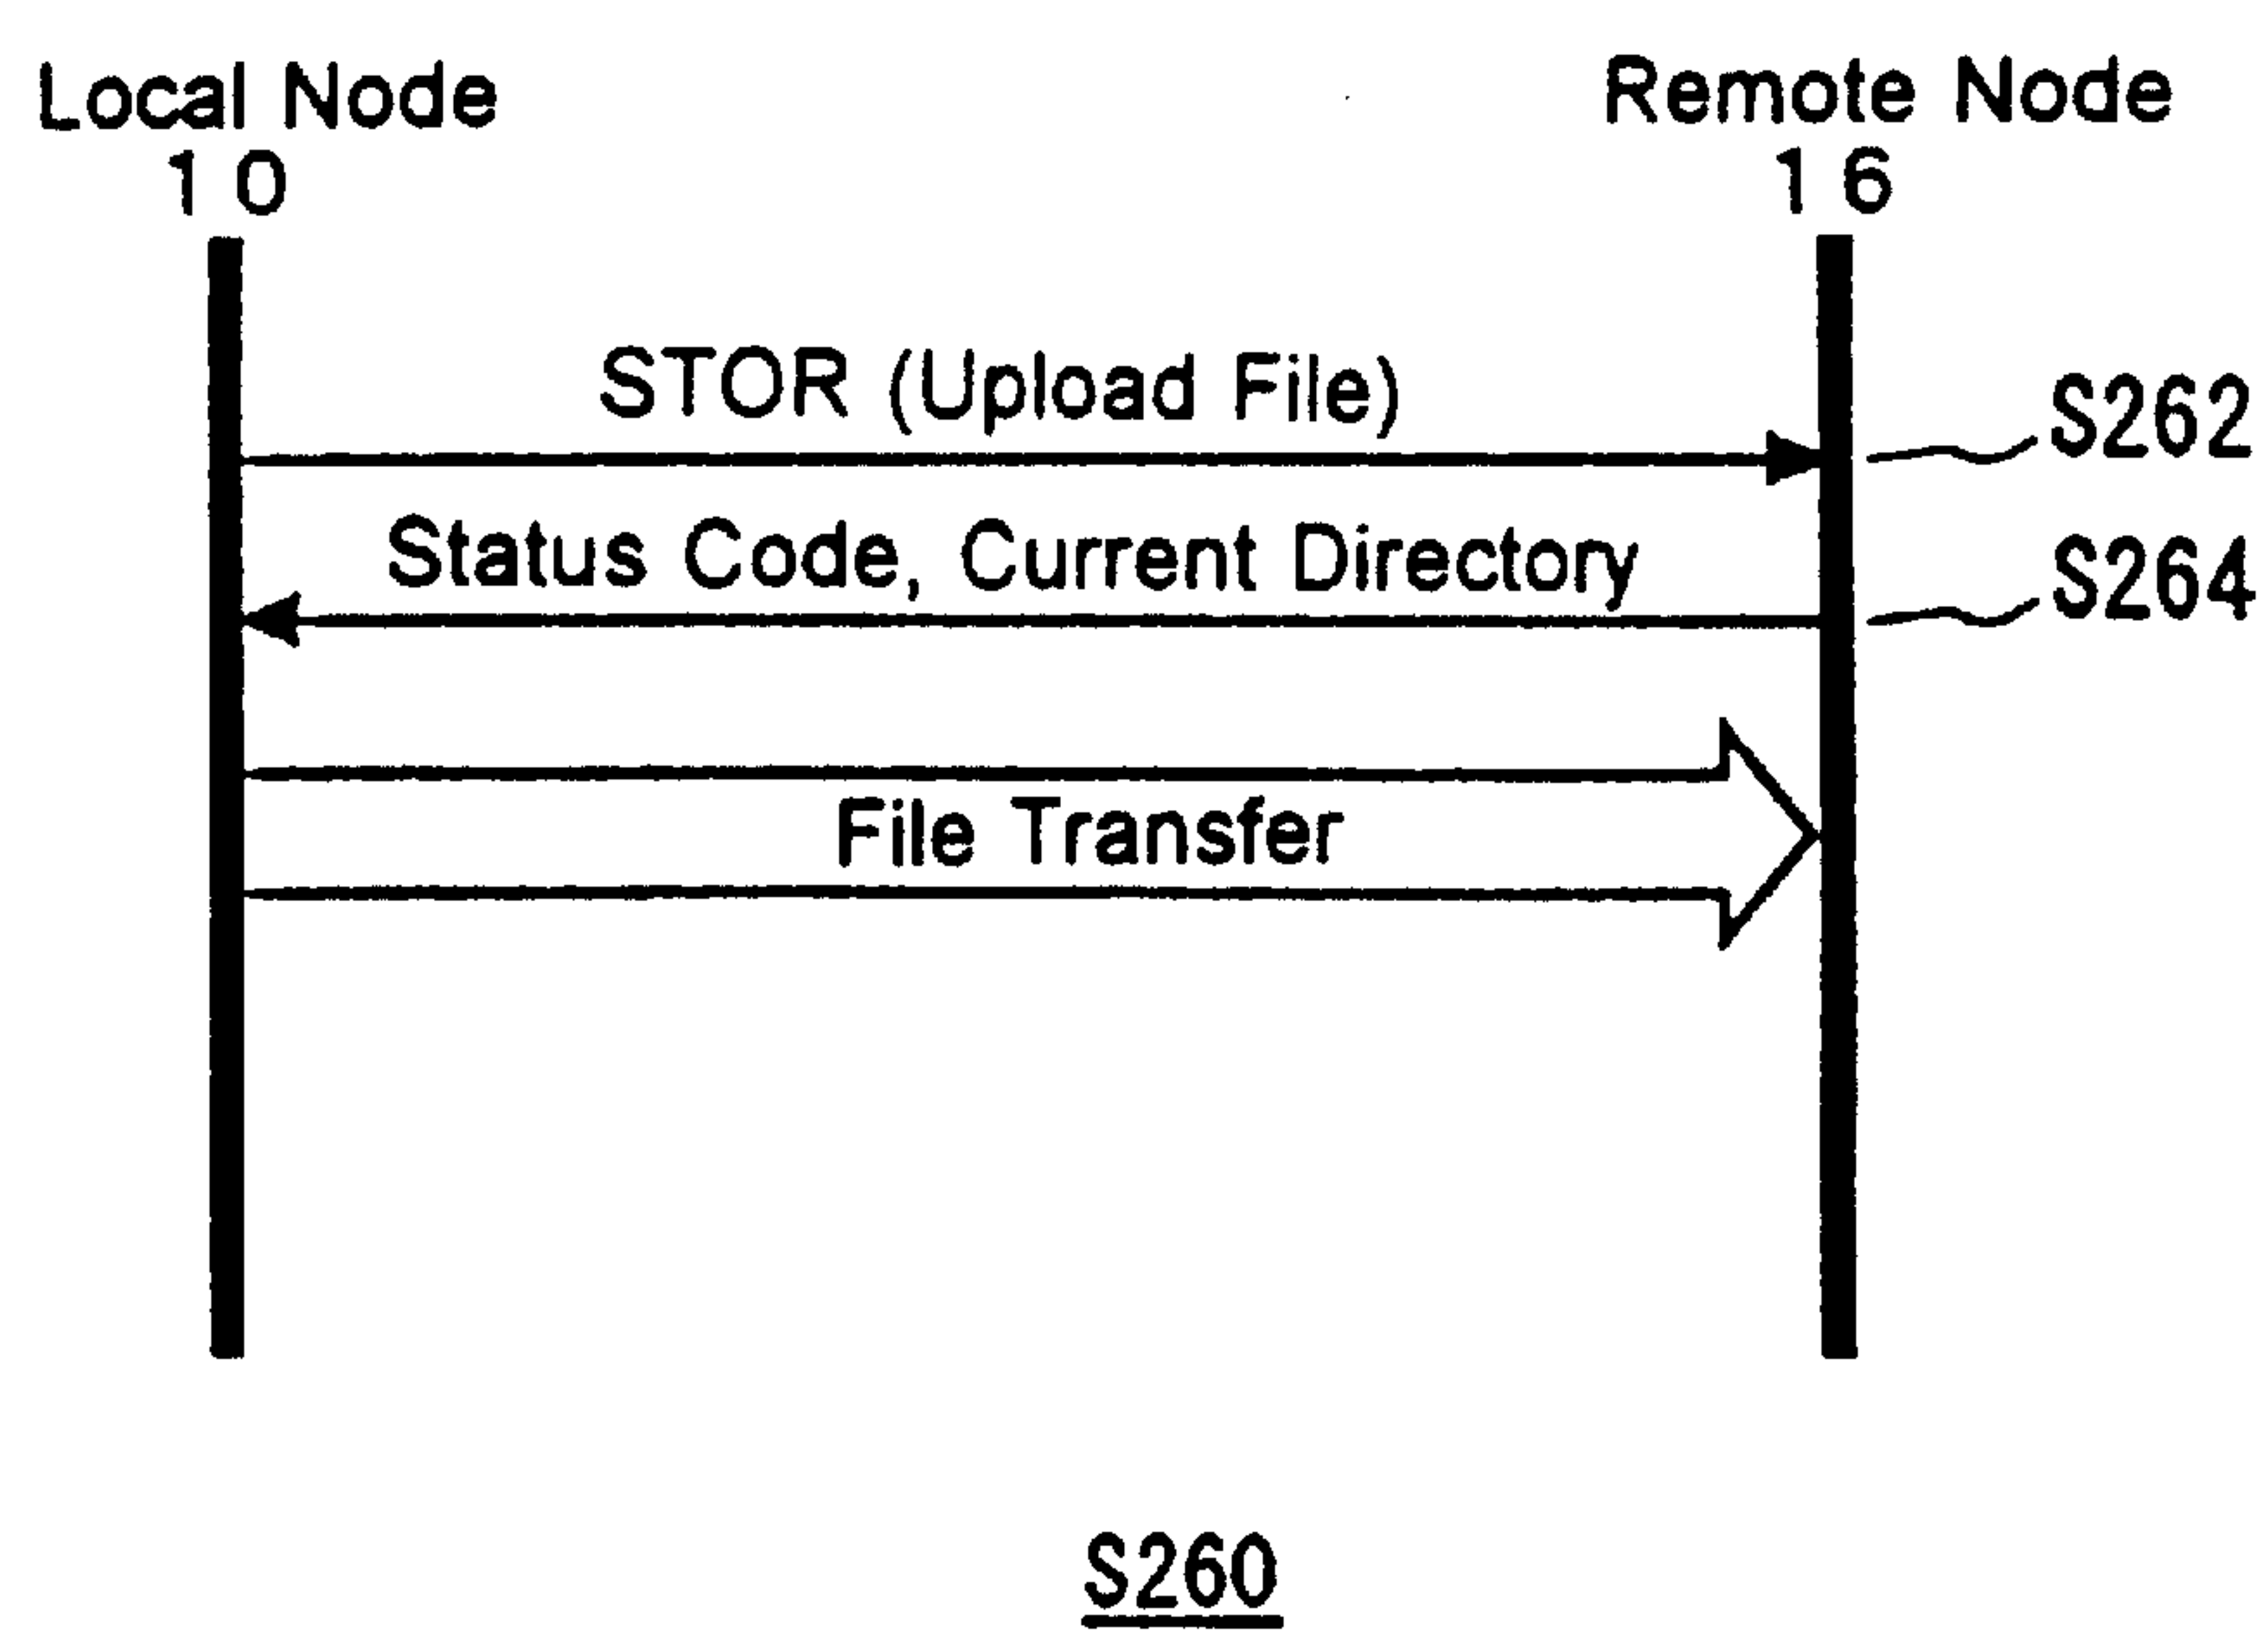 Local Node
10
Remote Node
16
STOR (Upload File)
S262
Status Code, Current Directory
S264
File Transfer
S260